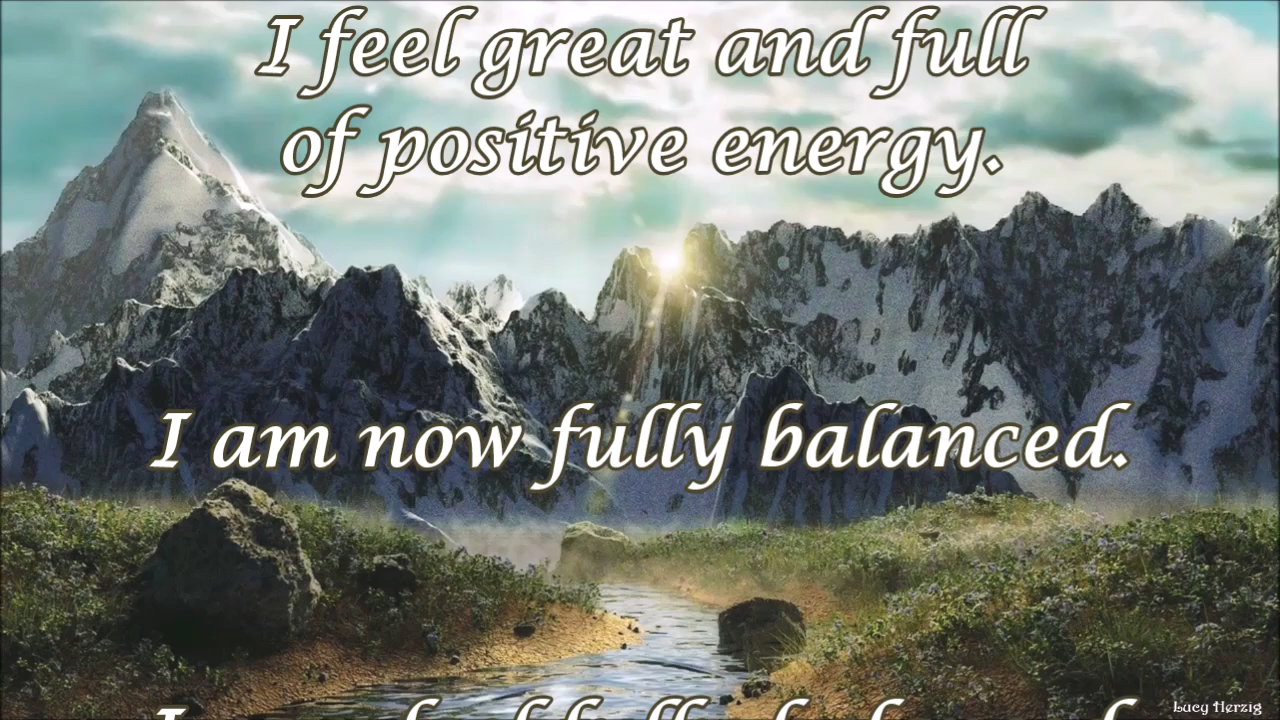 I feel great and full
of positive energy.
I am now fully balanced.
Lucy Herzig